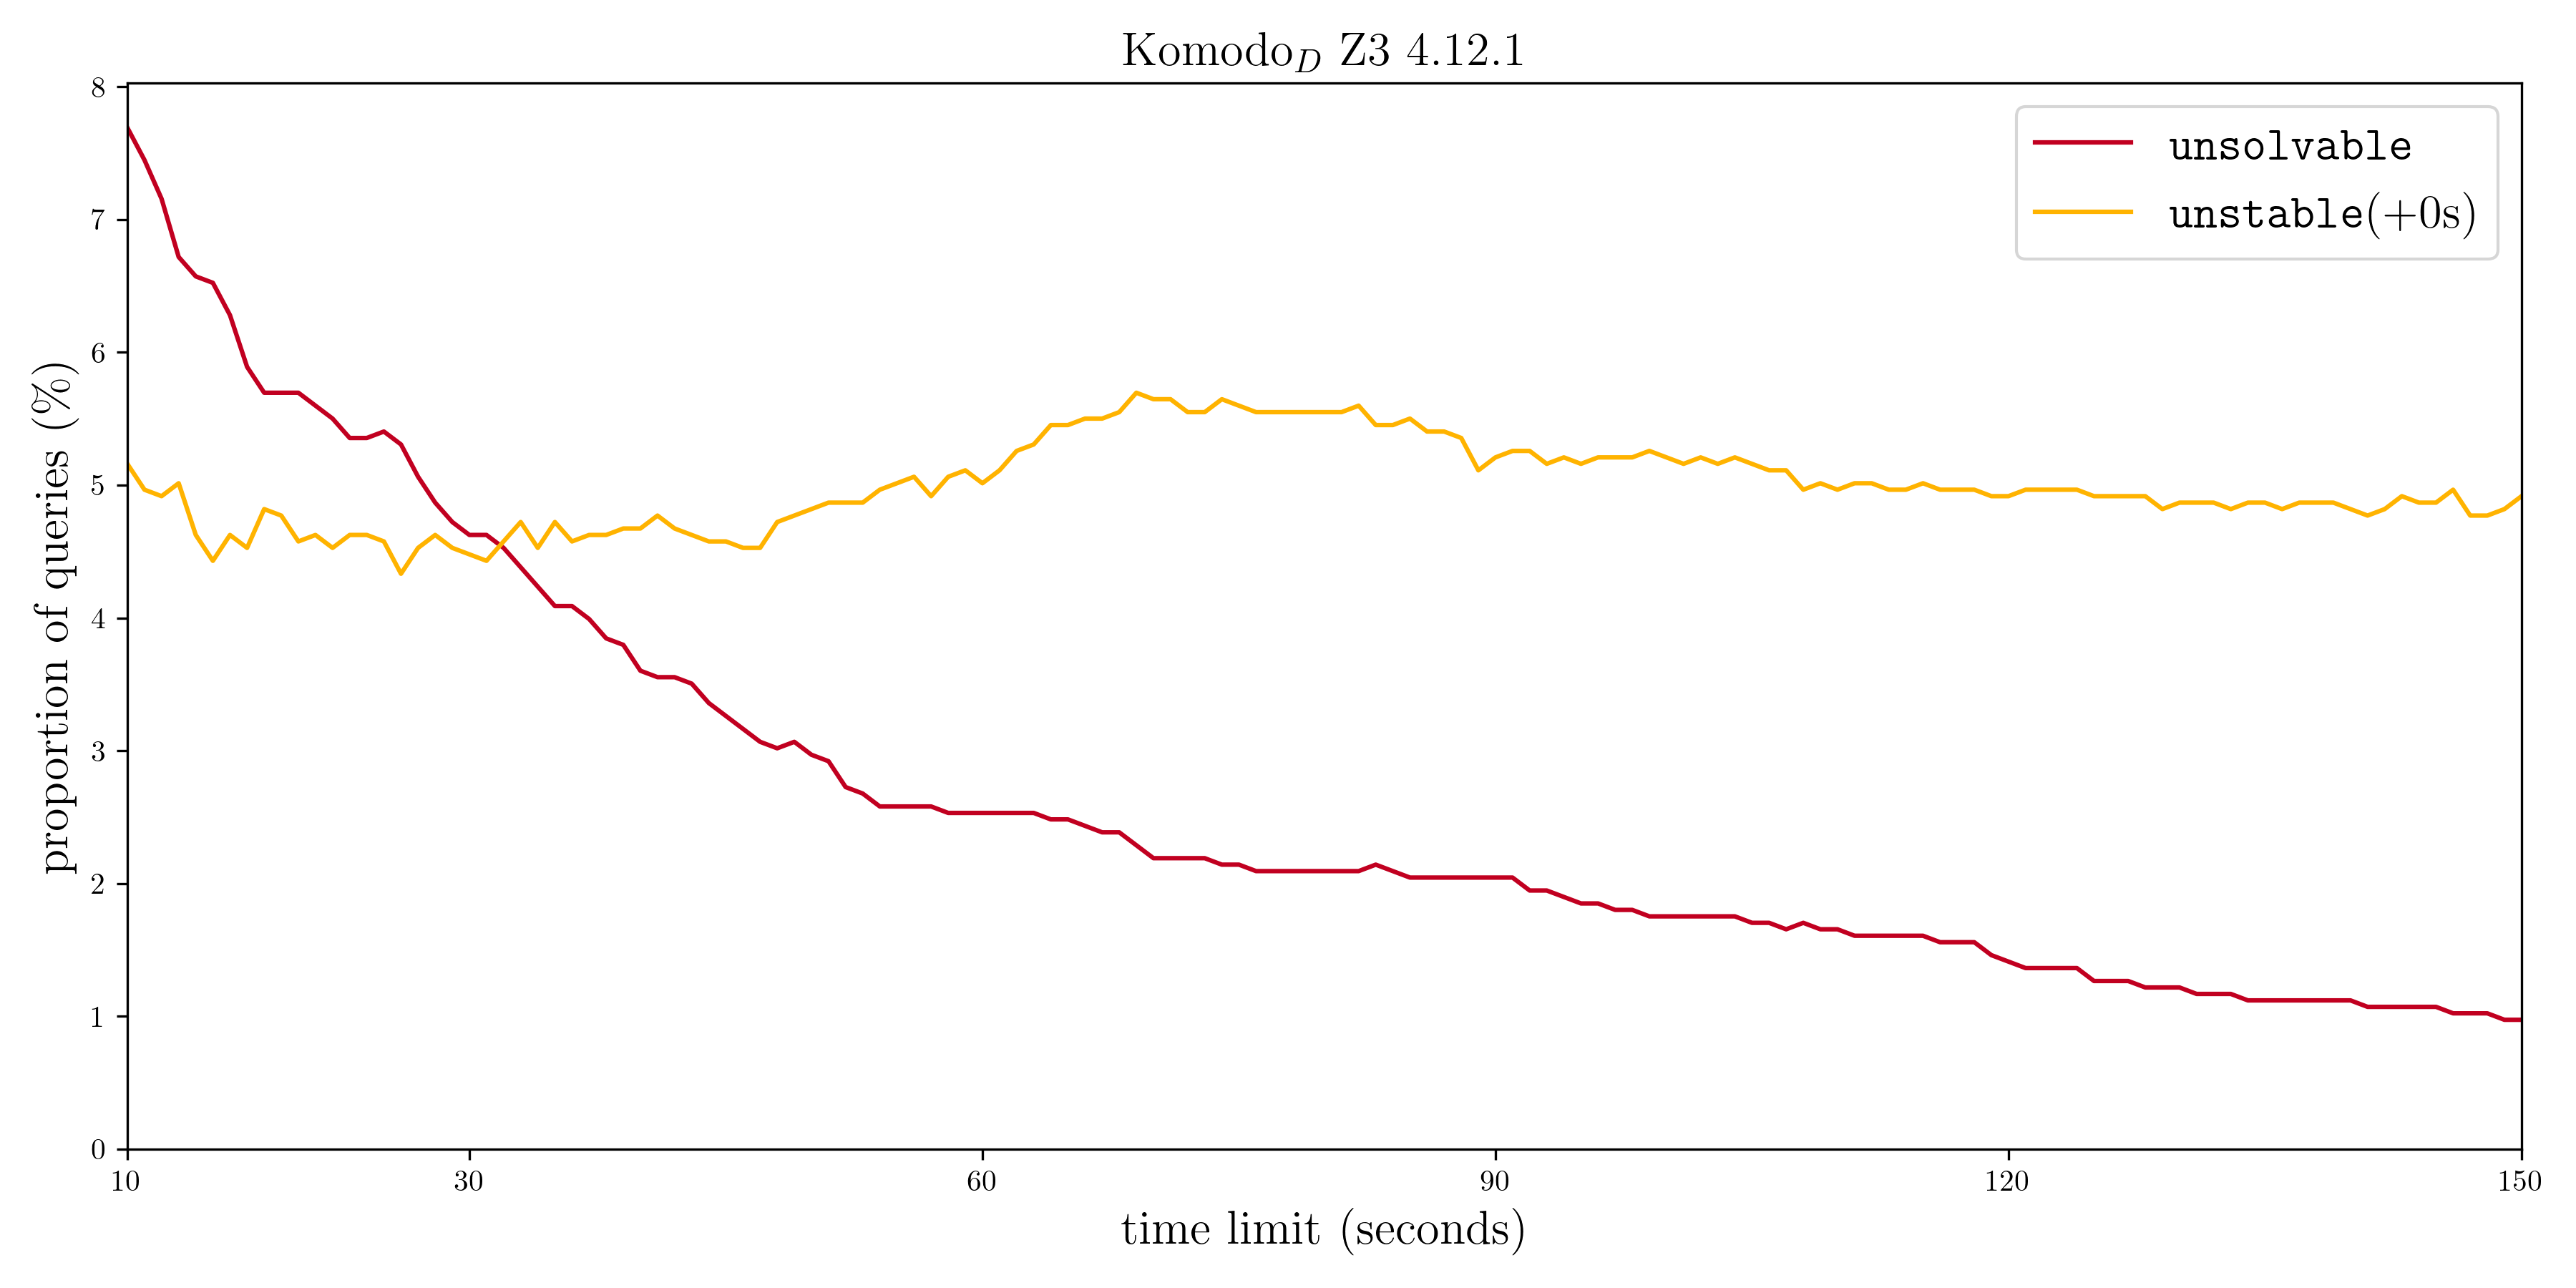 Komodo_D Z3 4.12.1
unsolvable
unstable(+0s)
proportion of queries (%)
8
7
6
5
4
3
2
1
0
10 30 60 90 120 150
time limit (seconds)